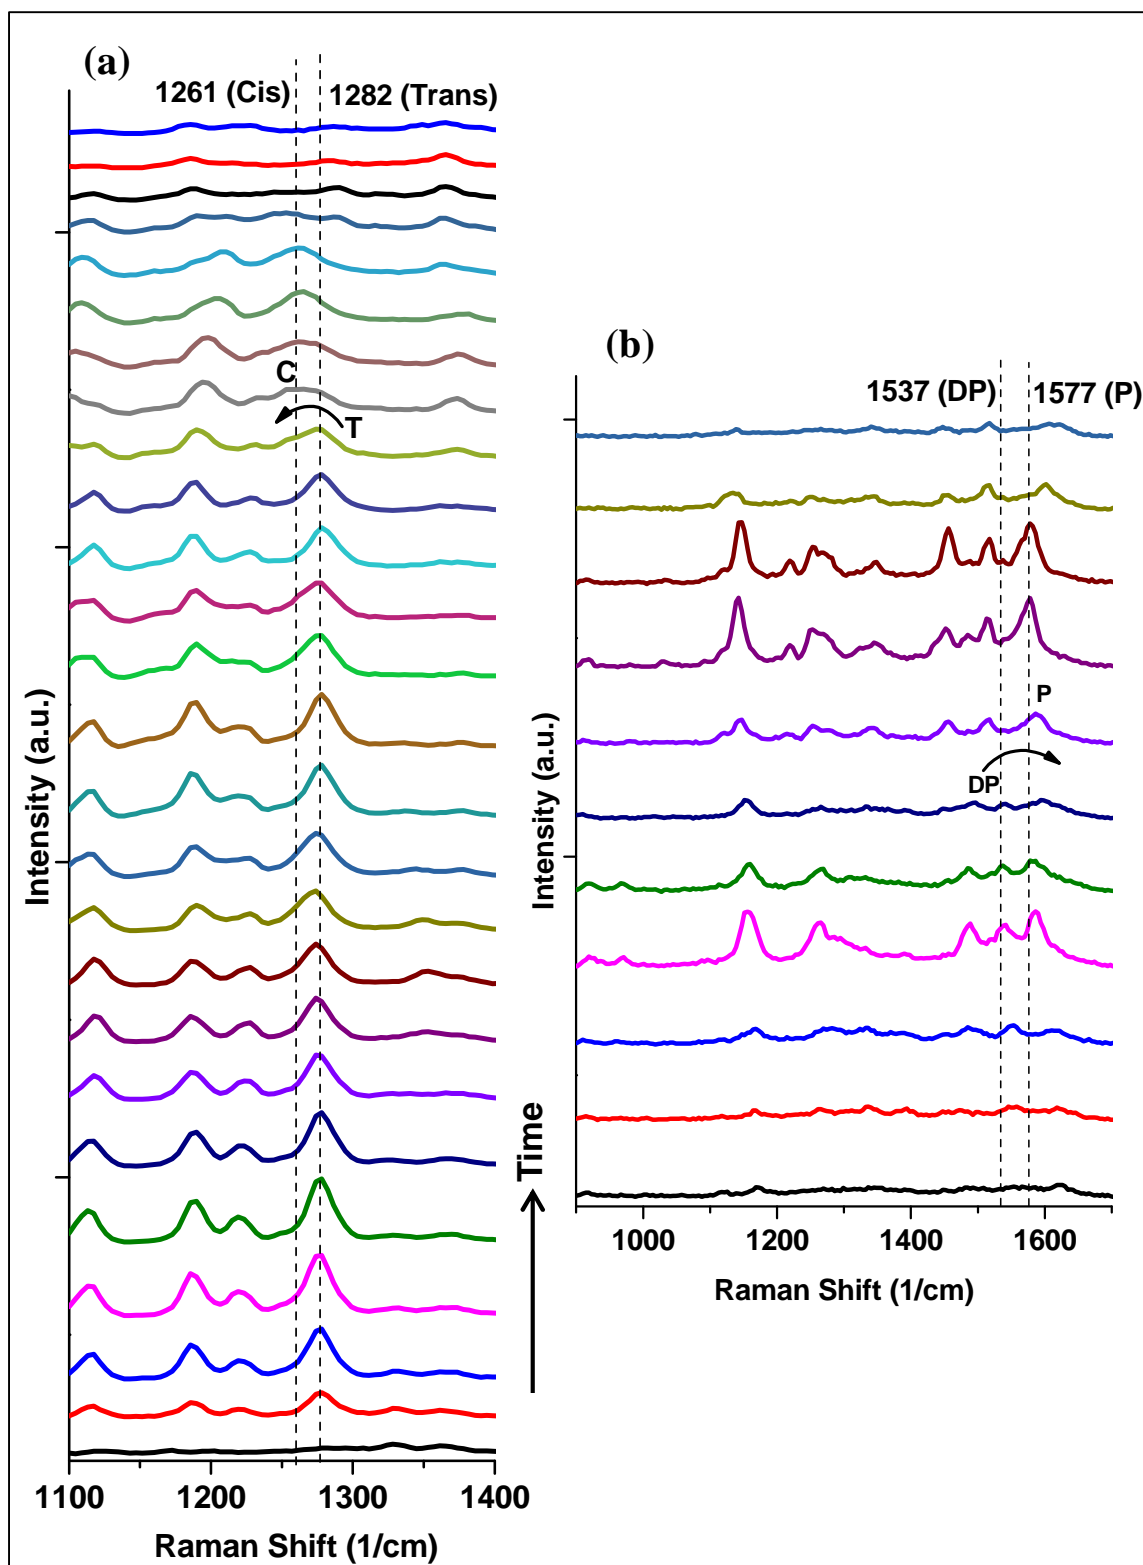 (a)
1261 (Cis)
1282 (Trans)
C
T
Intensity (a.u.)
1100
1200
1300
1400
Raman Shift (1/cm)
Time
(b)
1537 (DP)
1577 (P)
P
DP
Intensity (a.u.)
1000
1200
1400
1600
Raman Shift (1/cm)